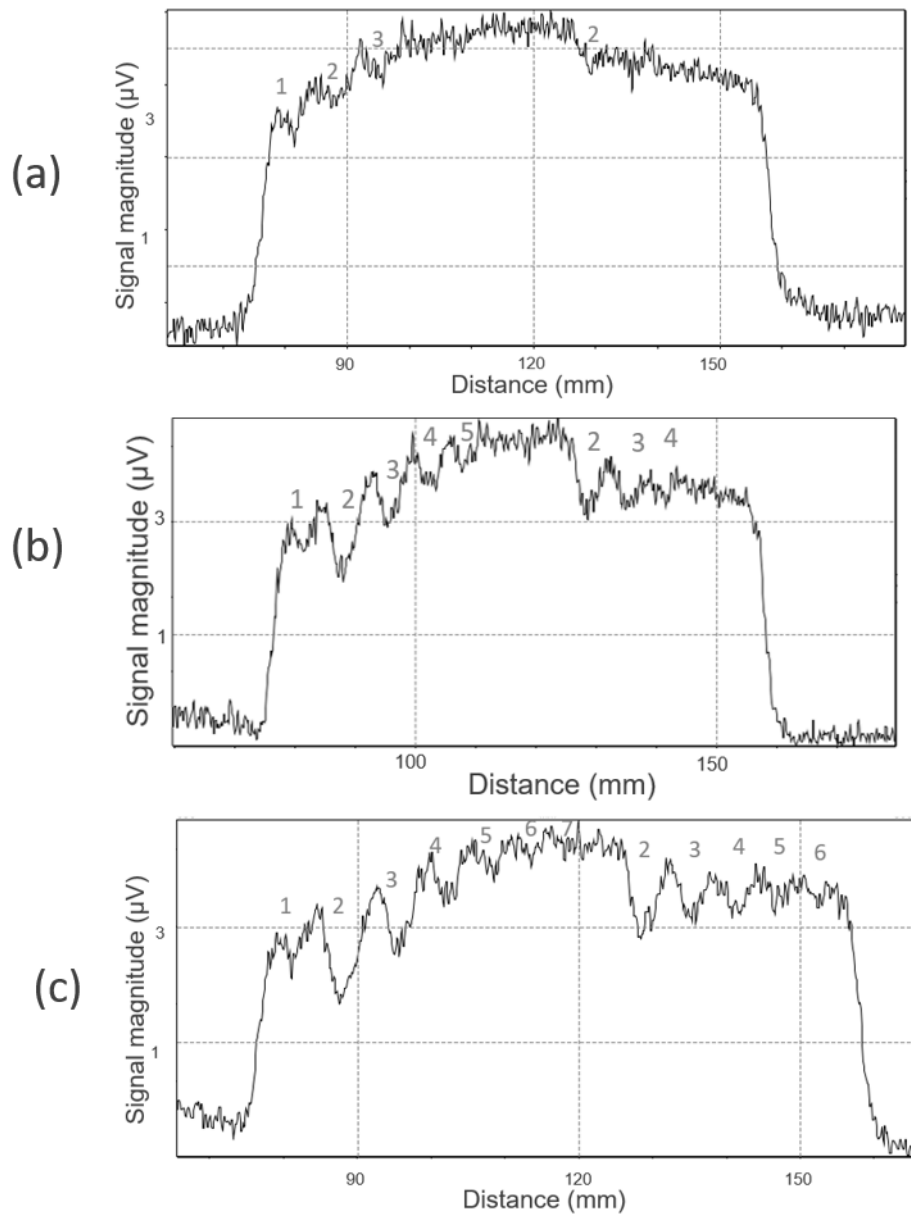 (a)
Signal magnitude (µV)
3
1
1 2 3 2
90 120 150
Distance (mm)
(b)
Signal magnitude (µV)
3
1
1 2 3 4 5 2 3 4
100 150
Distance (mm)
(c)
Signal magnitude (µV)
3
1
1 2 3 4 5 6 7 2 3 4 5 6
90 120 150
Distance (mm)